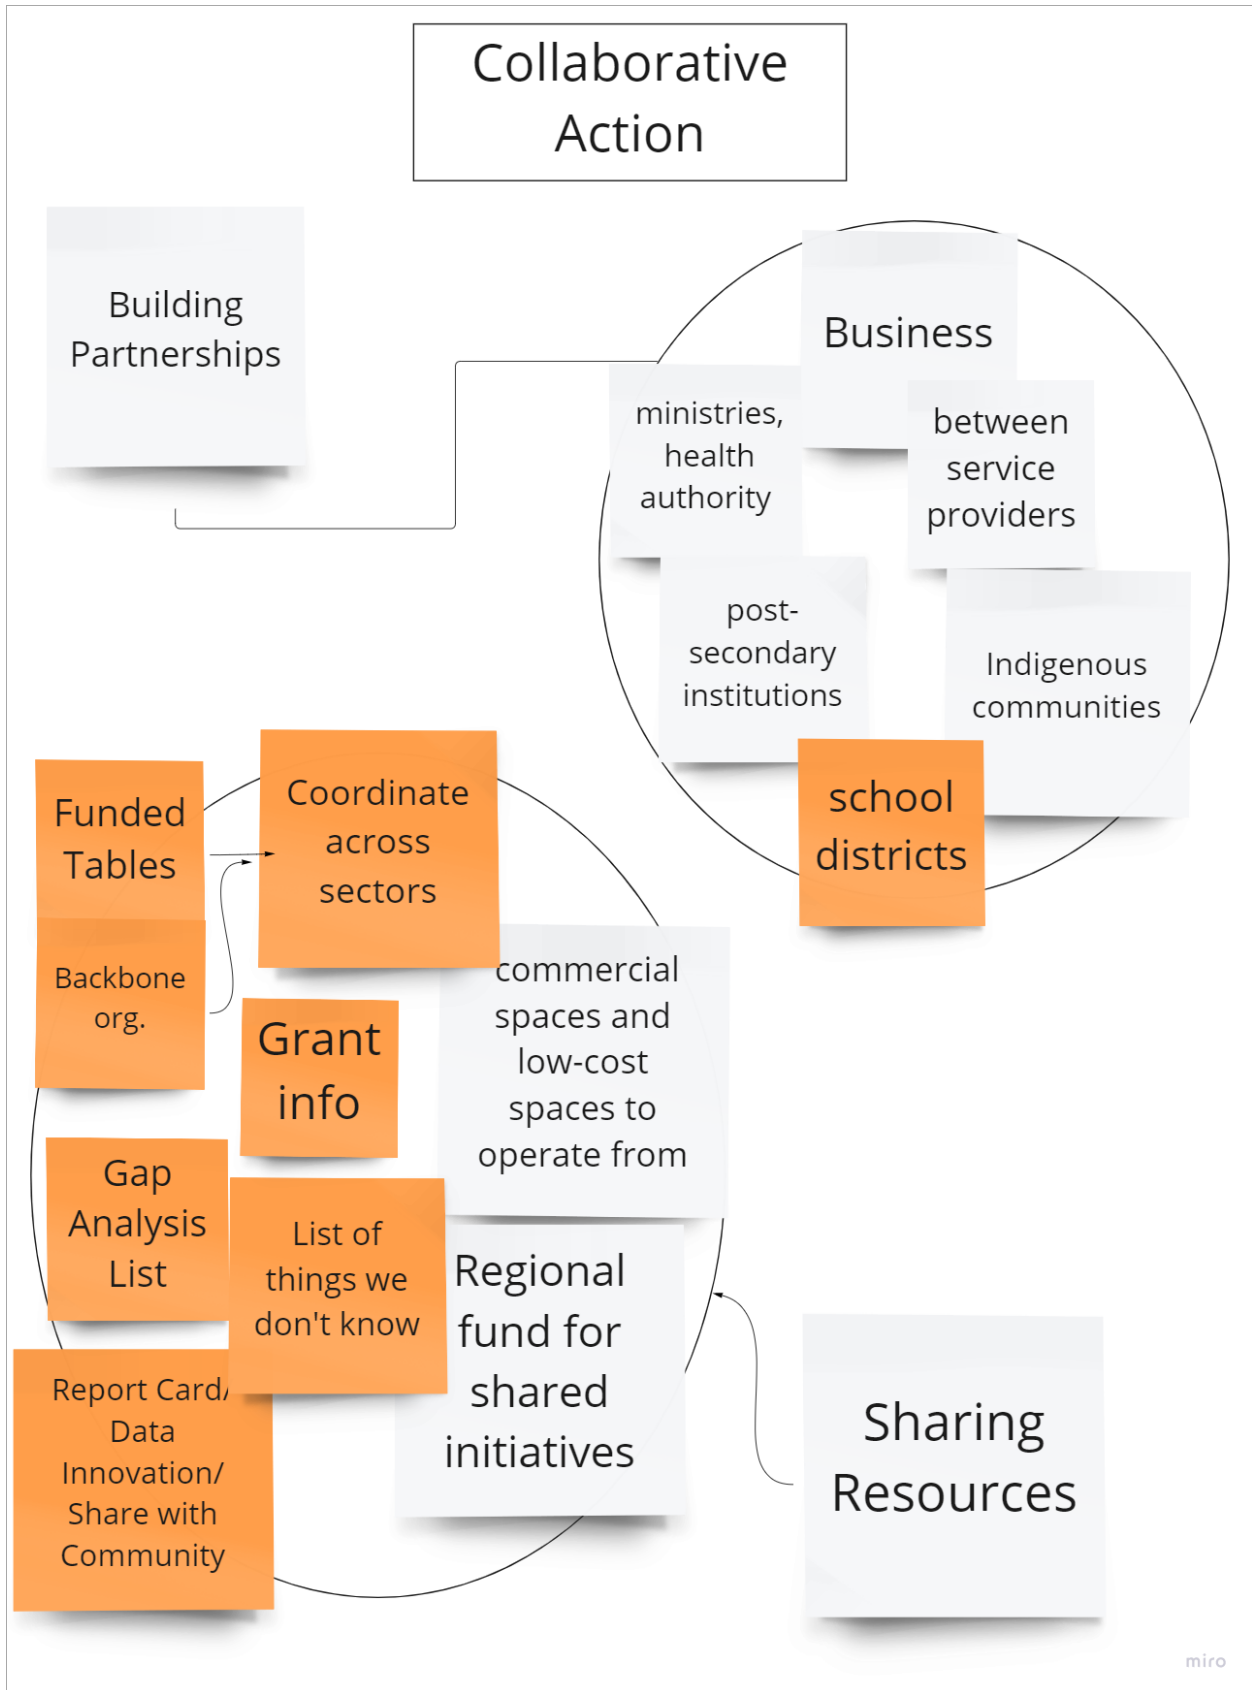 Collaborative
Action
Building
Partnerships
Business
ministries,
health
authority
between
service
providers
post-
secondary
institutions
Indigenous
communities
school
districts
Funded
Tables
Coordinate
across
sectors
Backbone
org.
commercial
spaces and
low-cost
spaces to
operate from
Grant
info
Gap
Analysis
List
List of
things we
don't know
Regional
fund for
shared
initiatives
Report Card/
Data
Innovation/
Share with
Community
Sharing
Resources
miro